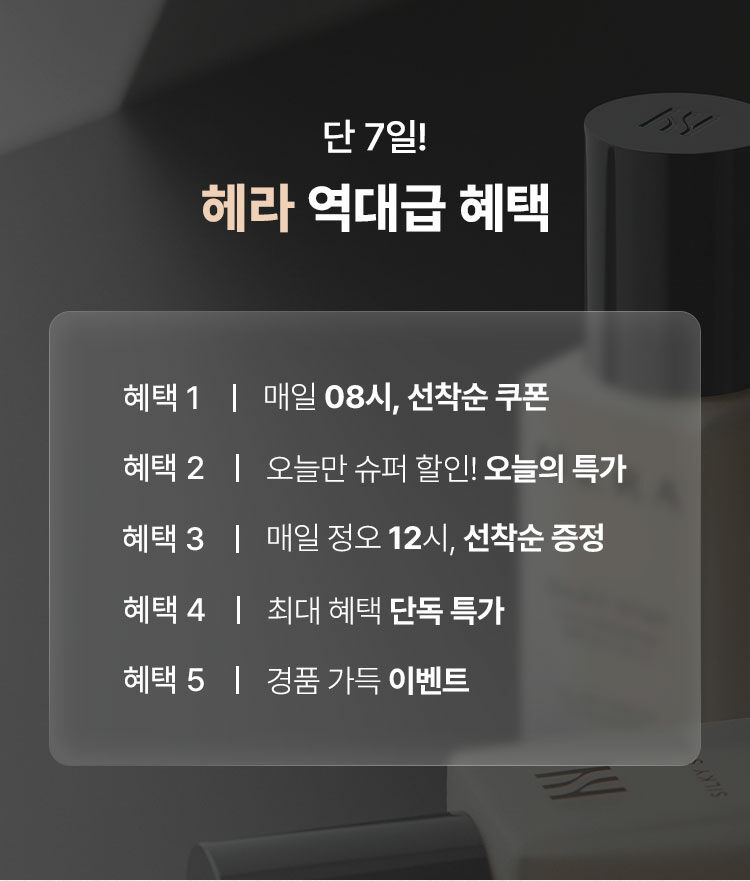 단 7일!
헤라 역대급 혜택
혜택 1 | 매일 08시, 선착순 쿠폰
혜택 2 | 오늘만 슈퍼 할인! 오늘의 특가
혜택 3 | 매일 정오 12시, 선착순 증정
혜택 4 | 최대 혜택 단독 특가
혜택 5 | 경품 가득 이벤트